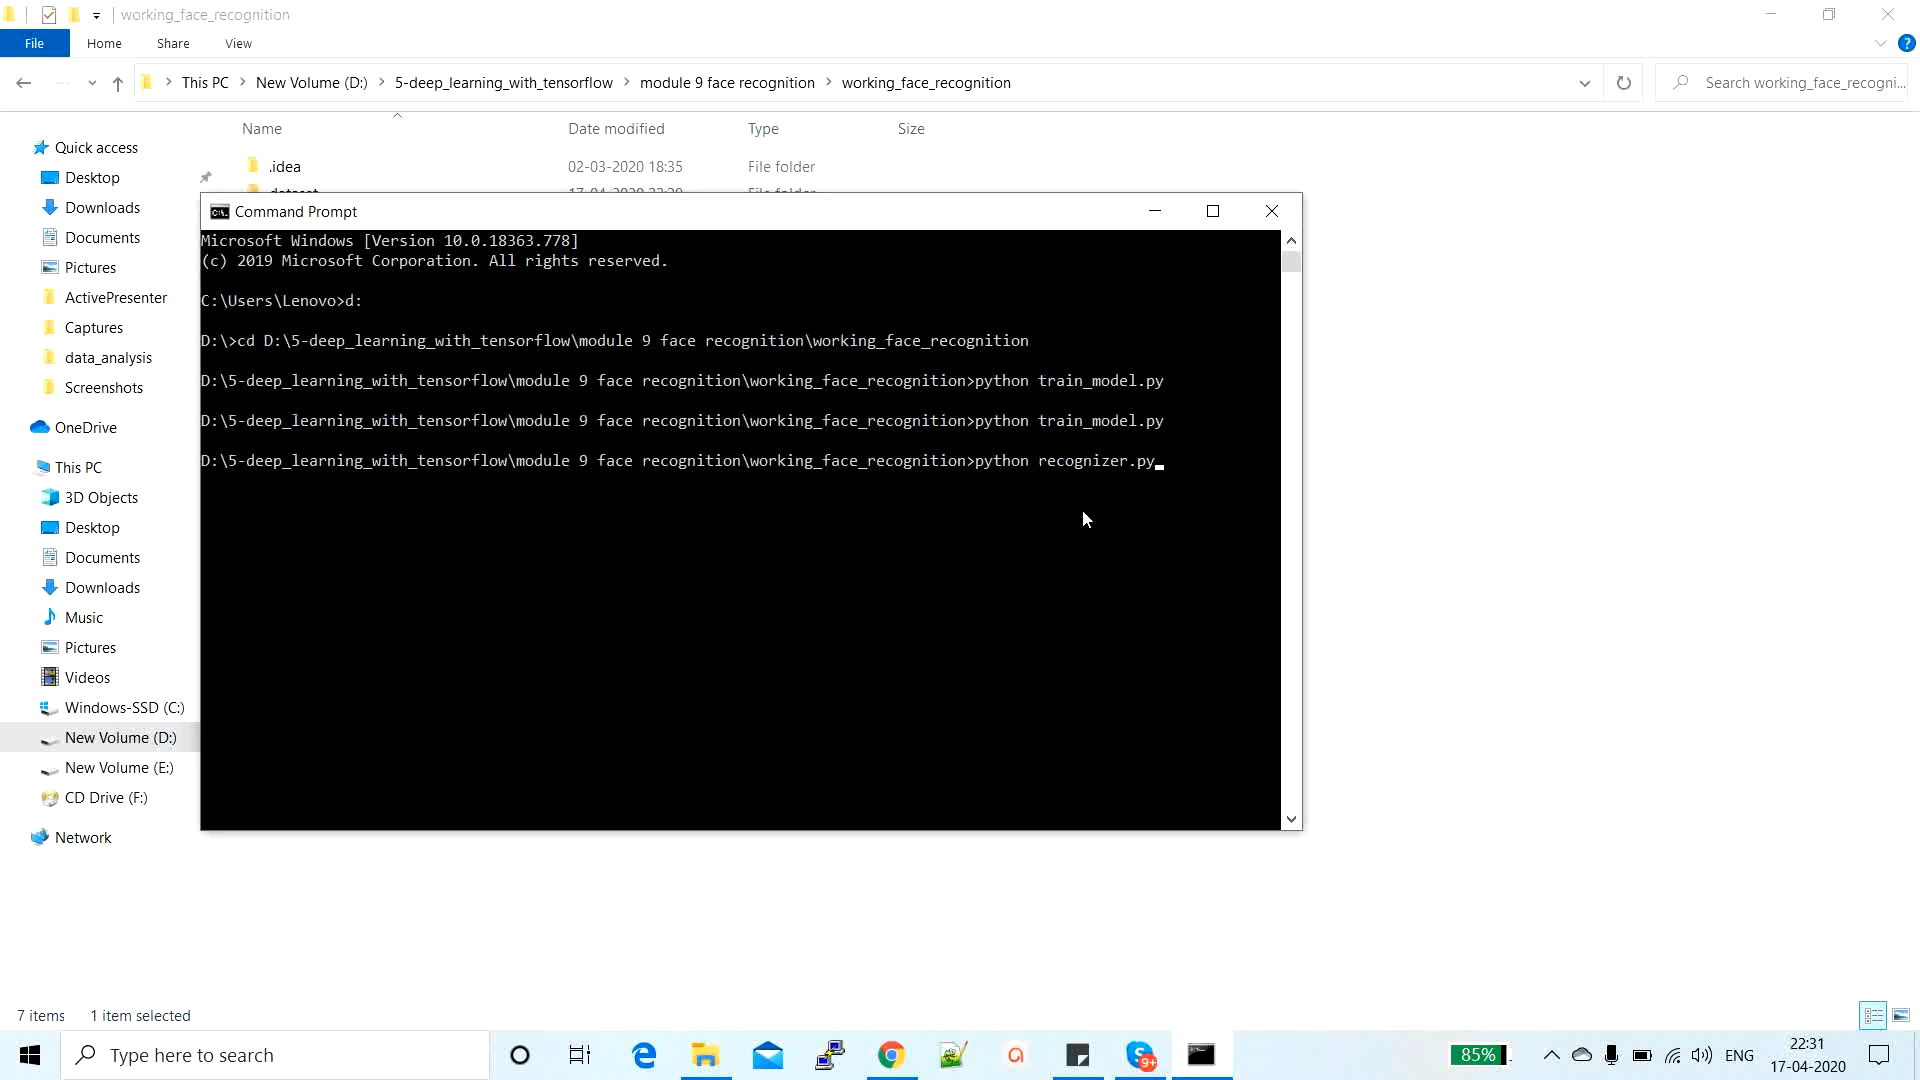 working_face_recognition
File
Home
Share
View
This PC
New Volume (D:)
5-deep_learning_with_tensorflow
module 9 face recognition
working_face_recognition
Search working_face_recogni...
Name
Date modified
Type
Size
Quick access
Desktop
Downloads
Documents
Pictures
ActivePresenter
Captures
data_analysis
Screenshots
OneDrive
This PC
3D Objects
Desktop
Documents
Downloads
Music
Pictures
Videos
Windows-SSD (C:)
New Volume (D:)
New Volume (E:)
CD Drive (F:)
Network
.idea
02-03-2020 18:35
File folder
Command Prompt
Microsoft Windows [Version 10.0.18363.778]
(c) 2019 Microsoft Corporation. All rights reserved.
C:\Users\Lenovo>d:
D:\>cd D:\5-deep_learning_with_tensorflow\module 9 face recognition\working_face_recognition
D:\5-deep_learning_with_tensorflow\module 9 face recognition\working_face_recognition>python train_model.py
D:\5-deep_learning_with_tensorflow\module 9 face recognition\working_face_recognition>python train_model.py
D:\5-deep_learning_with_tensorflow\module 9 face recognition\working_face_recognition>python recognizer.py
7 items
1 item selected
Type here to search
9+
85%
ENG
22:31
17-04-2020